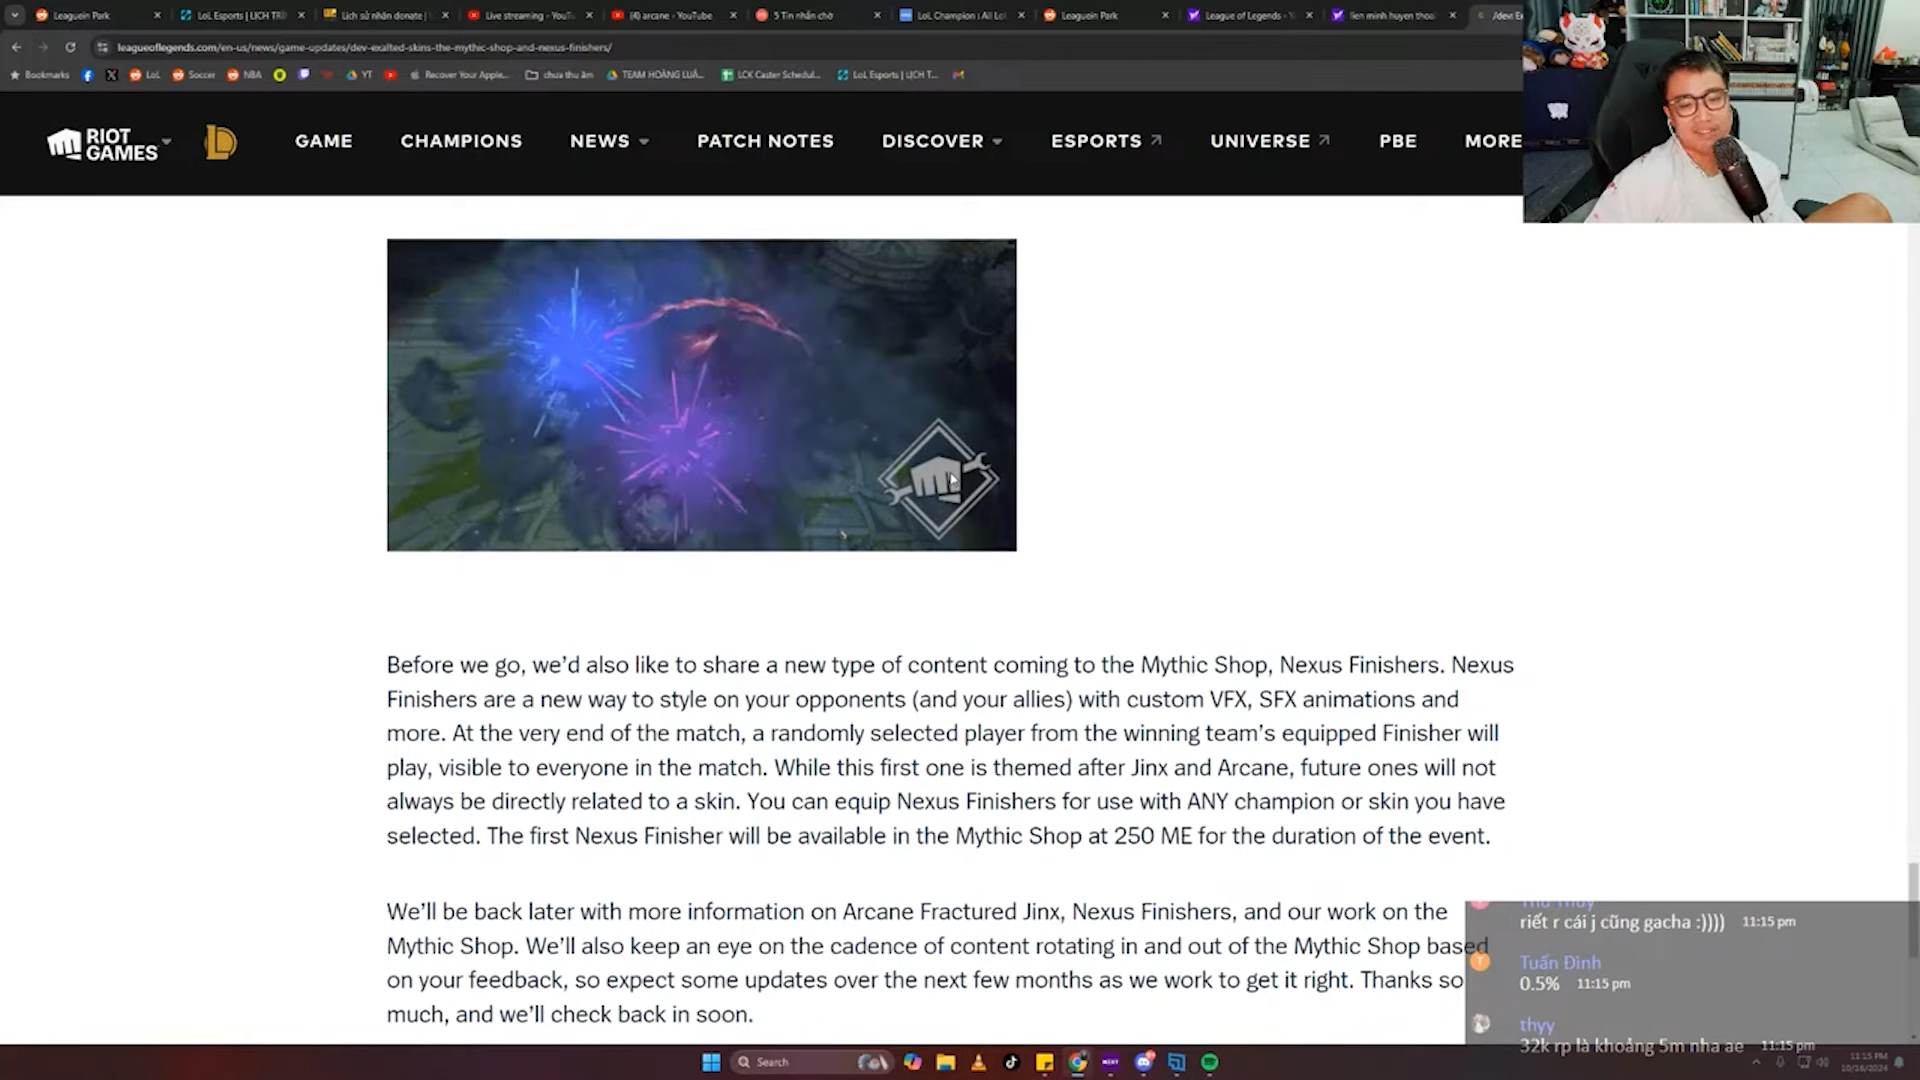 Leaguein Park
LoL Esports | LỊCH TRÌ
Lịch sử nhận donate |
Live streaming - YouTu
(4) arcane - YouTube
5 Tin nhắn chờ
LoL Champion : All Lo
Leaguein Park
League of Legends - Y
lien minh huyen thoa
/dev: Ex
leagueoflegends.com/en-us/news/game-updates/dev-exalted-skins-the-mythic-shop-and-nexus-finishers/
Bookmarks
LoL
Soccer
NBA
YT
Recover Your Apple...
chưa thu âm
TEAM HOÀNG LUÂ...
LCK Caster Schedul...
LoL Esports | LỊCH T...
RIOT GAMES
GAME
CHAMPIONS
NEWS
PATCH NOTES
DISCOVER
ESPORTS
UNIVERSE
PBE
MORE
Before we go, we’d also like to share a new type of content coming to the Mythic Shop, Nexus Finishers. Nexus
Finishers are a new way to style on your opponents (and your allies) with custom VFX, SFX animations and
more. At the very end of the match, a randomly selected player from the winning team’s equipped Finisher will
play, visible to everyone in the match. While this first one is themed after Jinx and Arcane, future ones will not
always be directly related to a skin. You can equip Nexus Finishers for use with ANY champion or skin you have
selected. The first Nexus Finisher will be available in the Mythic Shop at 250 ME for the duration of the event.
We’ll be back later with more information on Arcane Fractured Jinx, Nexus Finishers, and our work on the
Mythic Shop. We’ll also keep an eye on the cadence of content rotating in and out of the Mythic Shop based
on your feedback, so expect some updates over the next few months as we work to get it right. Thanks so
much, and we’ll check back in soon.
riết r cái j cũng gacha :)))) 11:15 pm
Tuấn Đình
0.5% 11:15 pm
thyy
32k rp là khoảng 5m nha ae 11:15 pm
Search
11:15 PM
10/16/2024